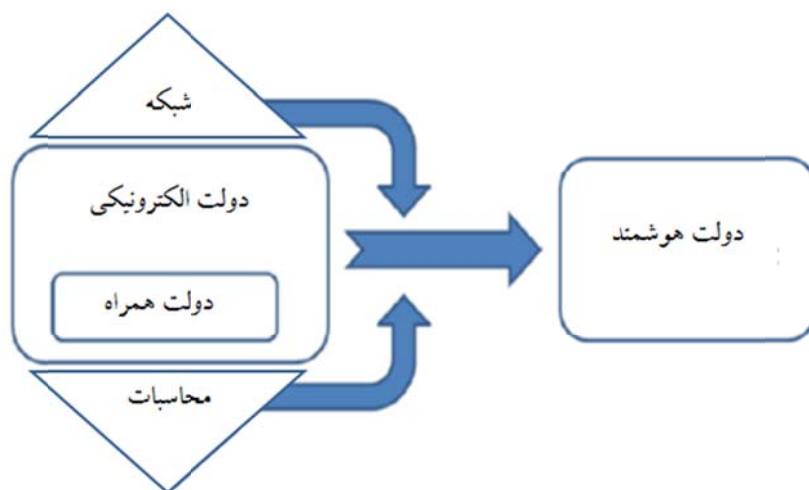 شبکه
دولت الکترونیکی
دولت همراه
محاسبات
دولت هوشمند